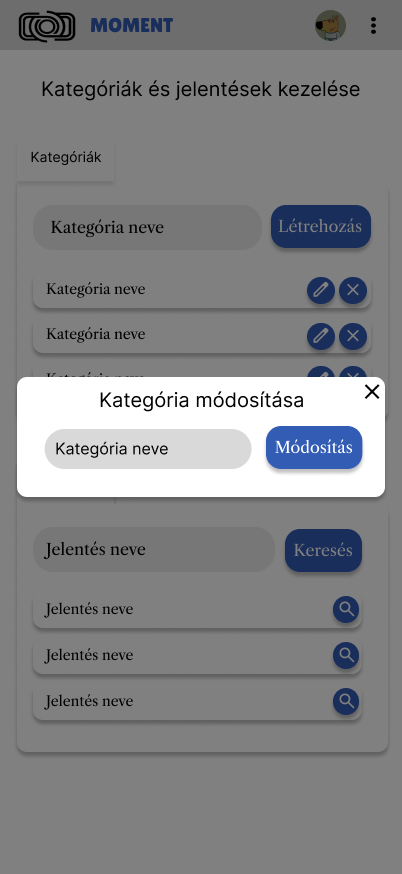 MOMENT
Kategóriák és jelentések kezelése
Kategóriák
Kategória neve
Létrehozás
Kategória neve
Kategória neve
Kategória módosítása
Kategória neve
Módosítás
Jelentés neve
Keresés
Jelentés neve
Jelentés neve
Jelentés neve